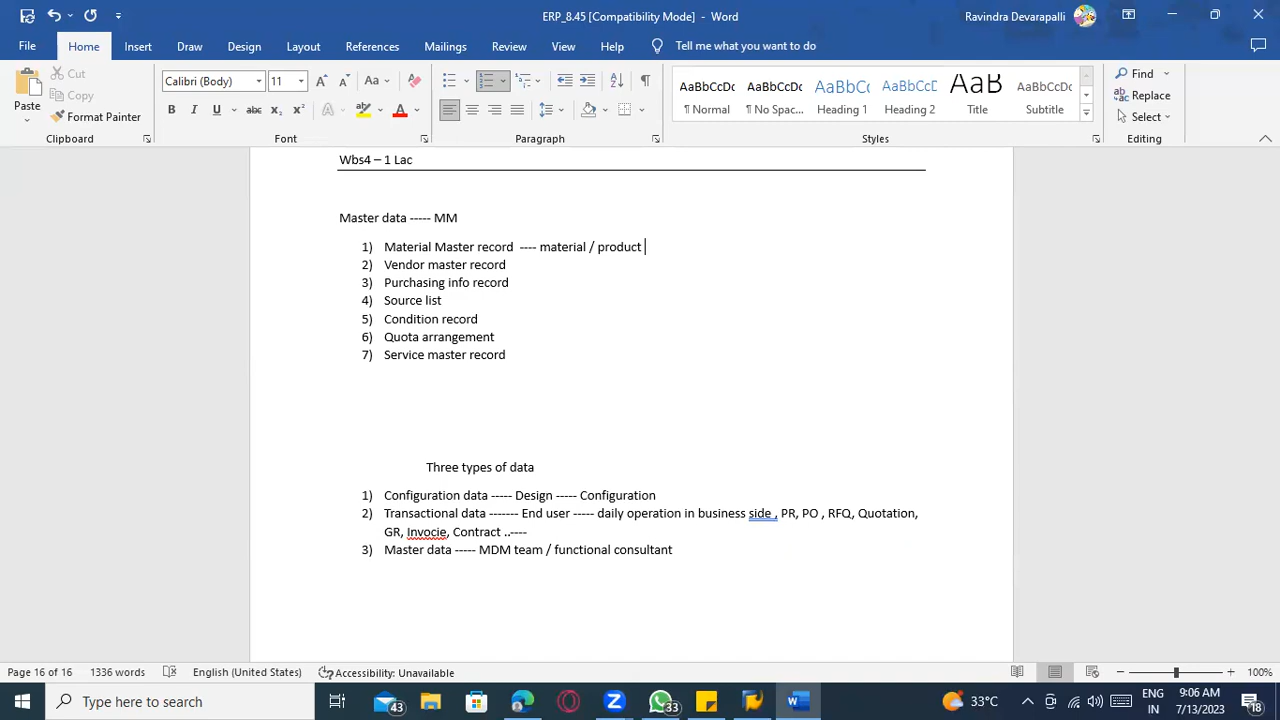 ERP_8.45 [Compatibility Mode] - Word
Ravindra Devarapalli
File Home Insert Draw Design Layout References Mailings Review View Help Tell me what you want to do
Paste
Cut
Copy
Format Painter
Clipboard
Calibri (Body) 11
Font
Paragraph
AaBbCcDc AaBbCcDc AaBbCc AaBbCcD AaB AaBbCcD
¶ Normal ¶ No Spac... Heading 1 Heading 2 Title Subtitle
Styles
Find
Replace
Select
Editing
Wbs4 – 1 Lac
Master data ----- MM
1) Material Master record ---- material / product
2) Vendor master record
3) Purchasing info record
4) Source list
5) Condition record
6) Quota arrangement
7) Service master record
Three types of data
1) Configuration data ----- Design ----- Configuration
2) Transactional data ------- End user ----- daily operation in business side , PR, PO , RFQ, Quotation,
GR, Invocie, Contract ..----
3) Master data ----- MDM team / functional consultant
Page 16 of 16 1336 words English (United States) Accessibility: Unavailable 100%
Type here to search
43
33
33°C
ENG
IN
9:06 AM
7/13/2023
18